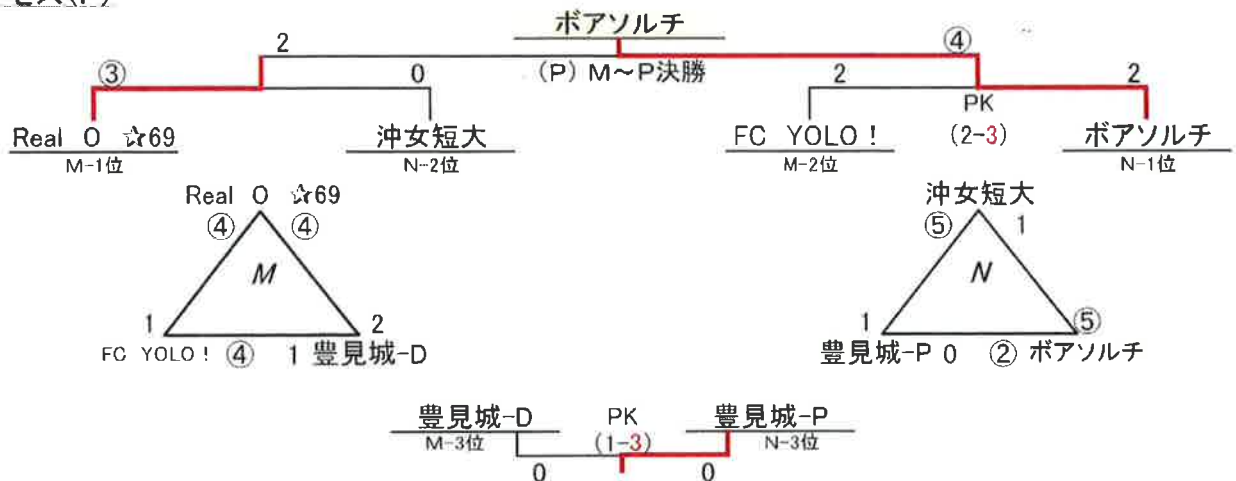 ボアソルチ
2 ④
③ 0 (P) M~P決勝 2 2
PK
Real O ☆69 沖女短大 FC YOLO! (2-3) ボアソルチ
M-1位 N-2位 M-2位 N-1位
Real O ☆69 沖女短大
④ ④ ⑤ 1
M N
1 2 1 ⑤
FC YOLO! ④ 1 豊見城-D 豊見城-P 0 ② ボアソルチ
豊見城-D PK 豊見城-P
M-3位 (1-3) N-3位
0 0